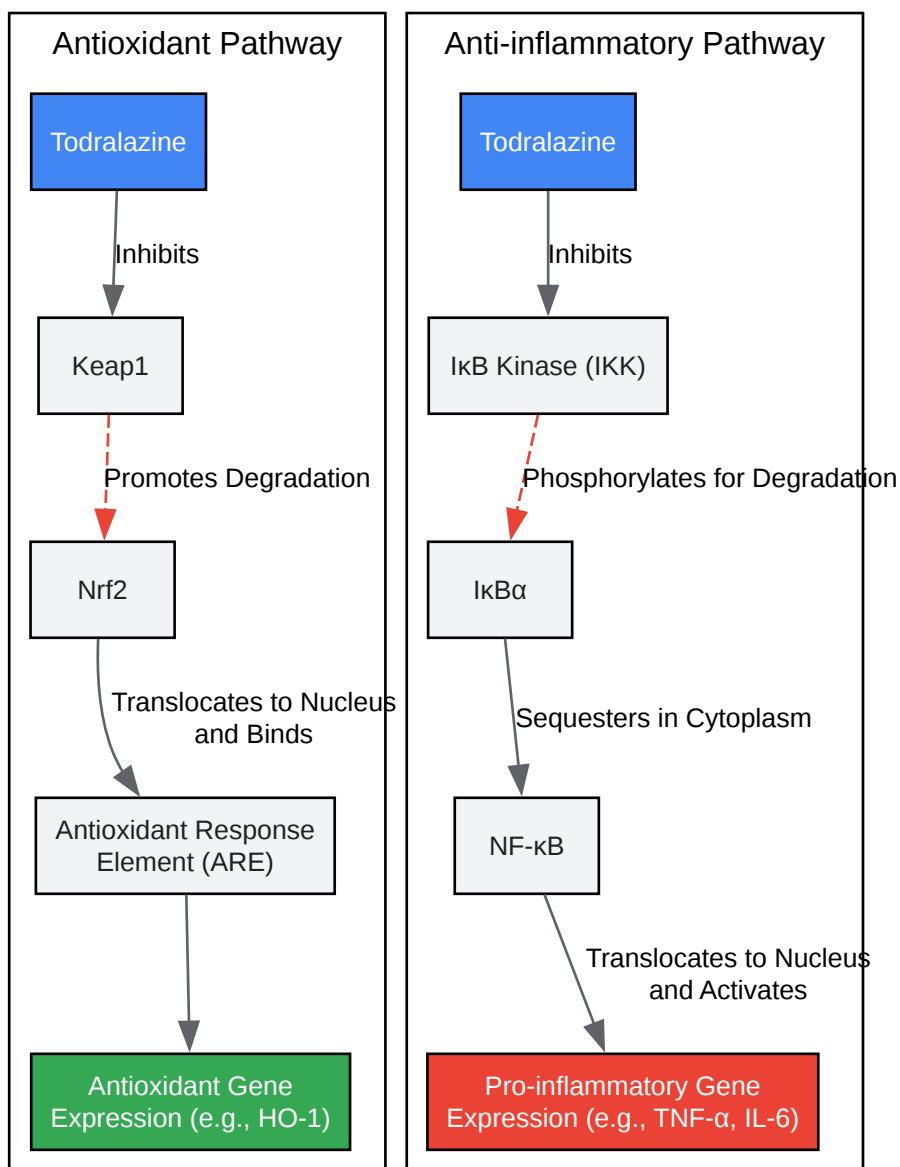 Antioxidant Pathway
Todralazine
Inhibits
Keap1
Promotes Degradation
Nrf2
Translocates to Nucleus
and Binds
Antioxidant Response
Element (ARE)
Antioxidant Gene
Expression (e.g., HO-1)
Anti-inflammatory Pathway
Todralazine
Inhibits
IκB Kinase (IKK)
Phosphorylates for Degradation
IκBα
Sequesters in Cytoplasm
NF-κB
Translocates to Nucleus
and Activates
Pro-inflammatory Gene
Expression (e.g., TNF-α, IL-6)